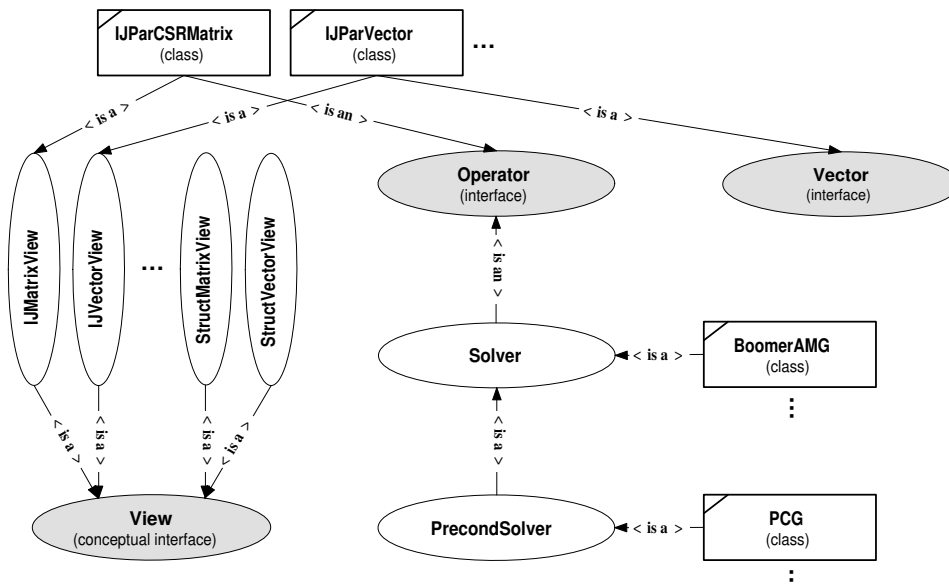 IJParCSRMatrix
(class)
IJParVector
(class)
...
< is a >
< is a >
< is an >
< is a >
IJMatrixView
IJVectorView
...
StructMatrixView
StructVectorView
Operator
(interface)
Vector
(interface)
< is an >
Solver
< is a >
BoomerAMG
(class)
...
< is a >
< is a >
< is a >
< is a >
< is a >
View
(conceptual interface)
PrecondSolver
< is a >
PCG
(class)
...